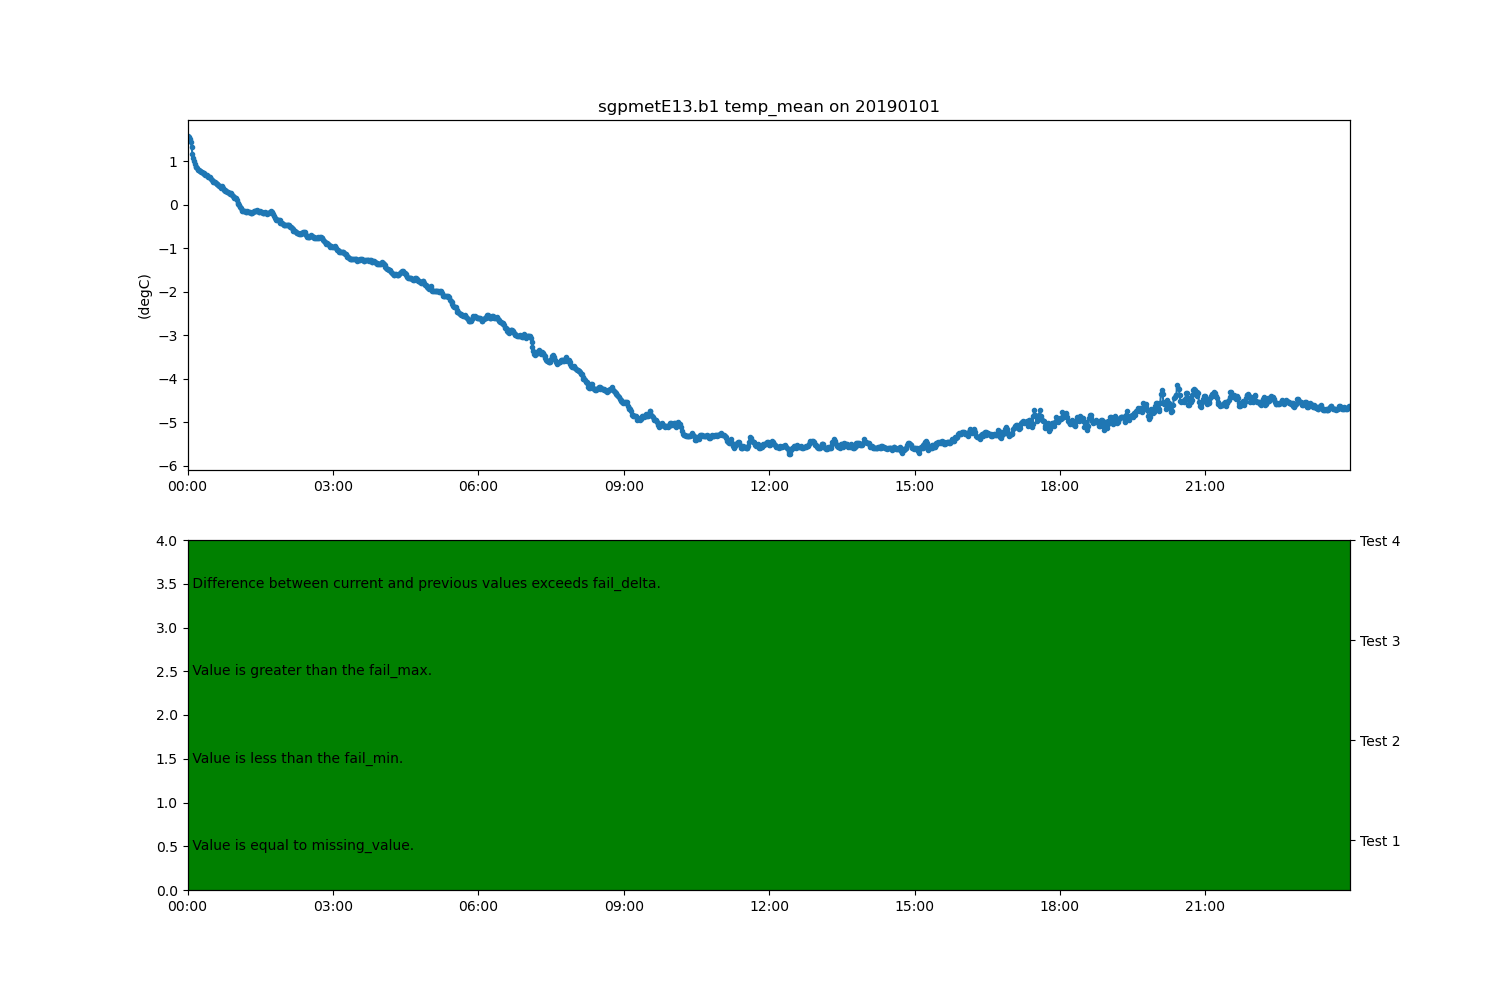 sgpmetE13.b1 temp_mean on 20190101
(degC)
1
0
−1
−2
−3
−4
−5
−6
00:00 03:00 06:00 09:00 12:00 15:00 18:00 21:00
4.0 Test 4
3.5 Difference between current and previous values exceeds fail_delta.
3.0 Test 3
2.5 Value is greater than the fail_max.
2.0 Test 2
1.5 Value is less than the fail_min.
1.0
0.5 Value is equal to missing_value. Test 1
0.0
00:00 03:00 06:00 09:00 12:00 15:00 18:00 21:00